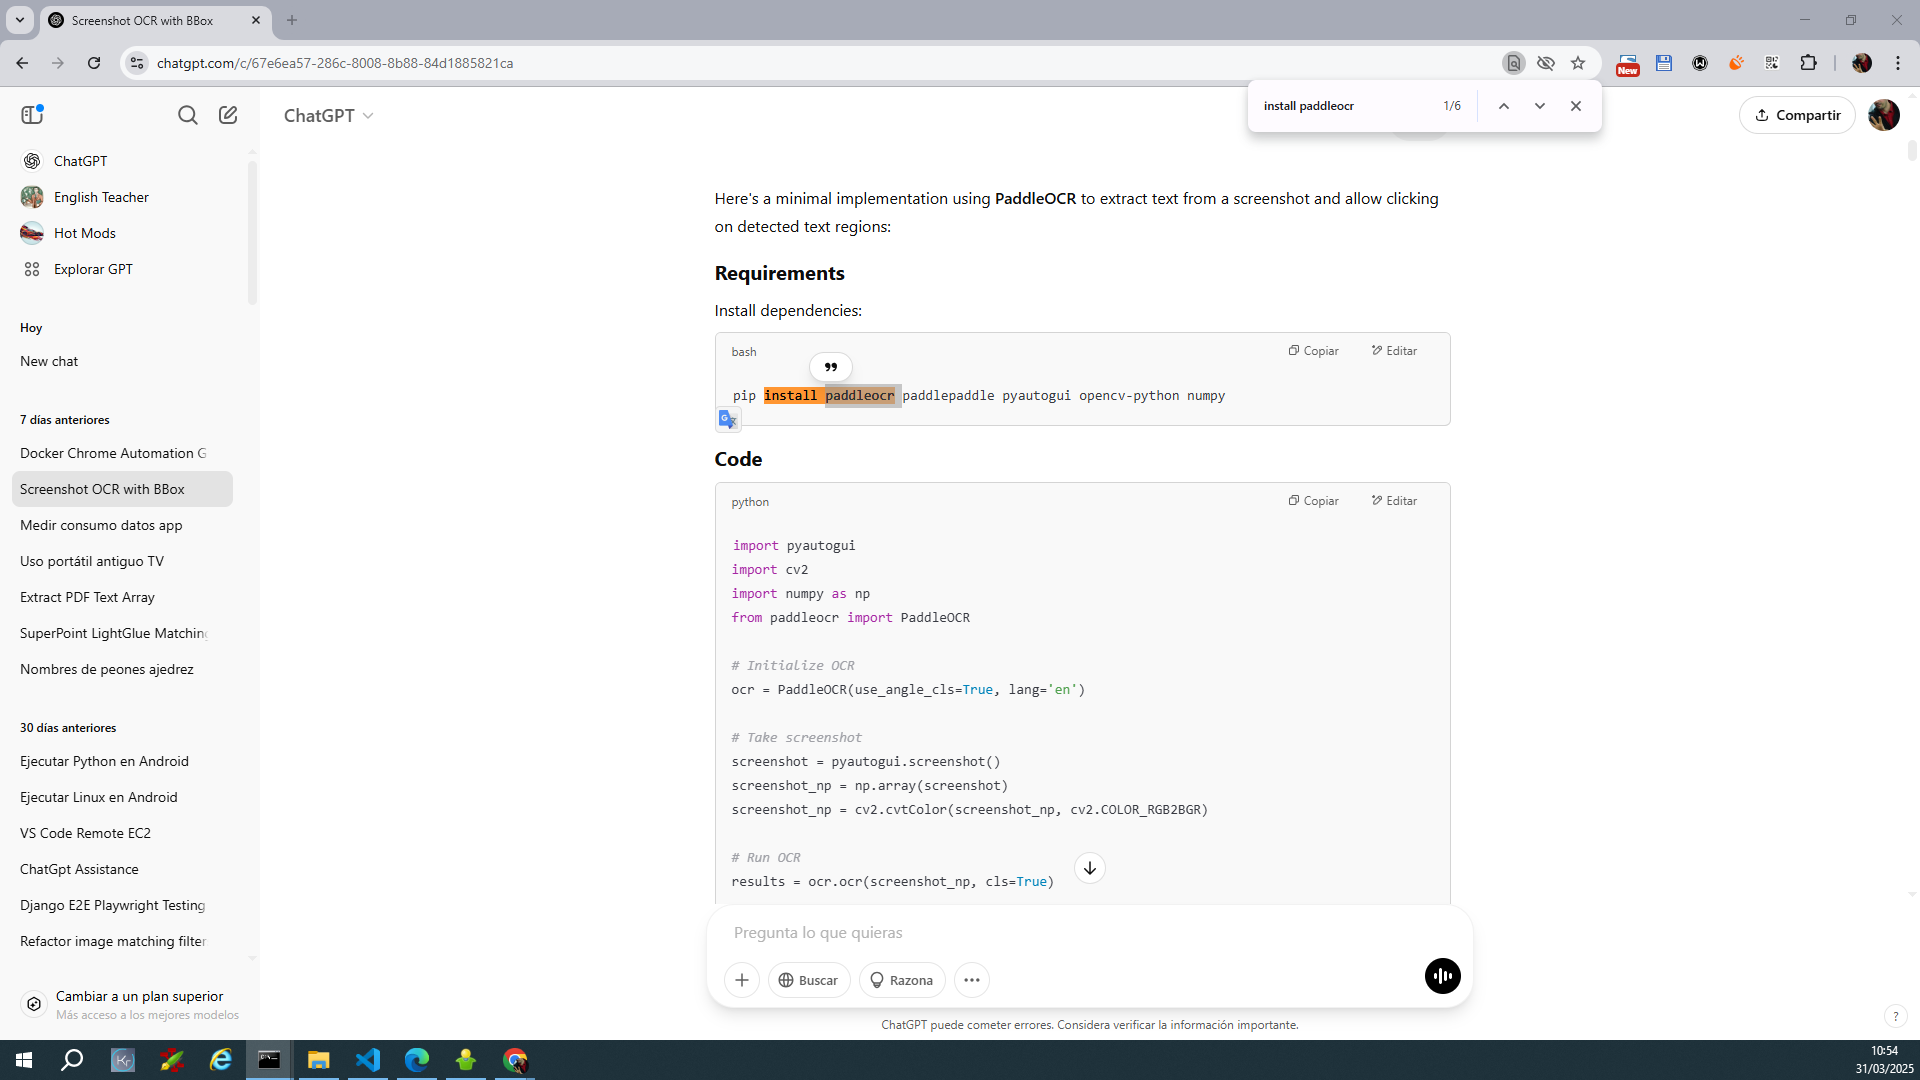 Screenshot OCR with BBox
chatgpt.com/c/67e6ea57-286c-8008-8b88-84d1885821ca
New
install paddleocr
1/6
ChatGPT
Compartir
ChatGPT
English Teacher
Hot Mods
Explorar GPT
Hoy
New chat
7 días anteriores
Docker Chrome Automation G
Screenshot OCR with BBox
Medir consumo datos app
Uso portátil antiguo TV
Extract PDF Text Array
SuperPoint LightGlue Matching
Nombres de peones ajedrez
30 días anteriores
Ejecutar Python en Android
Ejecutar Linux en Android
VS Code Remote EC2
ChatGpt Assistance
Django E2E Playwright Testing
Refactor image matching filter
Cambiar a un plan superior
Más acceso a los mejores modelos
Here's a minimal implementation using PaddleOCR to extract text from a screenshot and allow clicking
on detected text regions:
Requirements
Install dependencies:
bash
Copiar
Editar
pip install paddleocr paddlepaddle pyautogui opencv-python numpy
Code
python
Copiar
Editar
import pyautogui
import cv2
import numpy as np
from paddleocr import PaddleOCR
# Initialize OCR
ocr = PaddleOCR(use_angle_cls=True, lang='en')
# Take screenshot
screenshot = pyautogui.screenshot()
screenshot_np = np.array(screenshot)
screenshot_np = cv2.cvtColor(screenshot_np, cv2.COLOR_RGB2BGR)
# Run OCR
results = ocr.ocr(screenshot_np, cls=True)
Pregunta lo que quieras
Buscar
Razona
ChatGPT puede cometer errores. Considera verificar la información importante.
?
10:54
31/03/2025